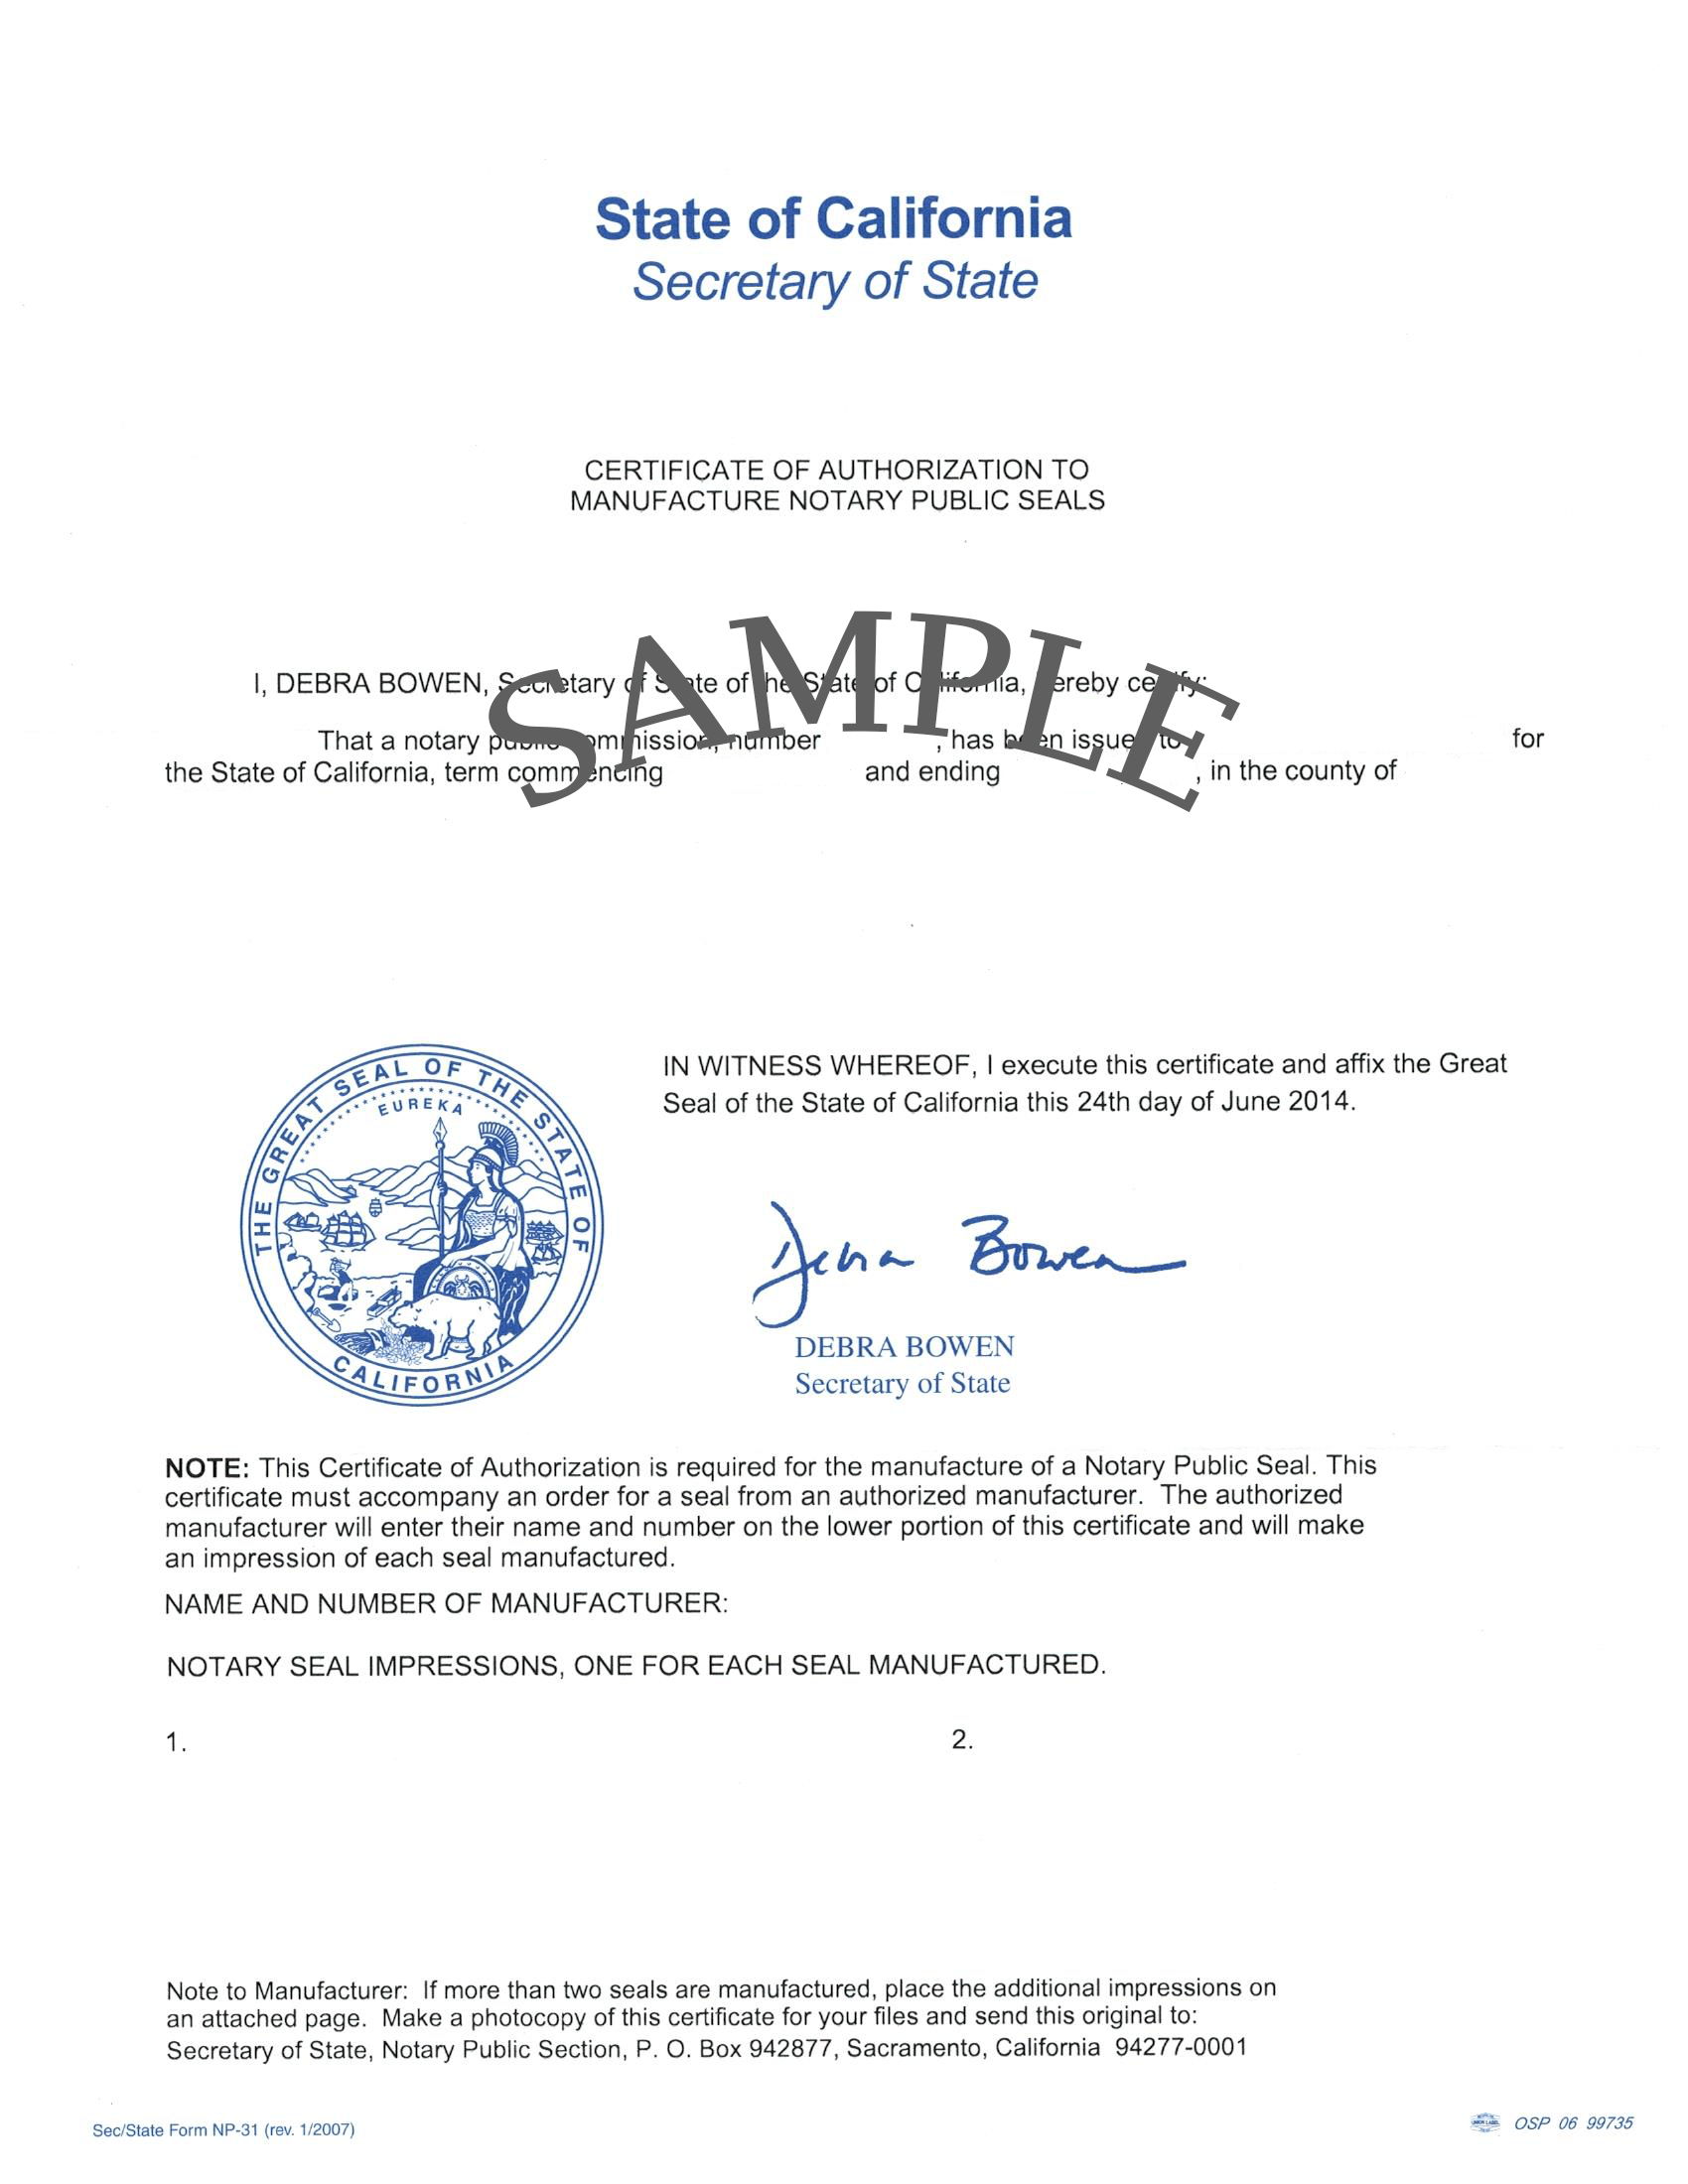 State of California
Secretary of State
CERTIFICATE OF AUTHORIZATION TO
MANUFACTURE NOTARY PUBLIC SEALS
SAMPLE
I, DEBRA BOWEN, Secretary of State of the State of California, hereby certify:
That a notary public commission, number , has been issued to for
the State of California, term commencing and ending , in the county of
THE GREAT SEAL OF THE STATE OF CALIFORNIA
EUREKA
IN WITNESS WHEREOF, I execute this certificate and affix the Great
Seal of the State of California this 24th day of June 2014.
Debra Bowen
DEBRA BOWEN
Secretary of State
NOTE: This Certificate of Authorization is required for the manufacture of a Notary Public Seal. This
certificate must accompany an order for a seal from an authorized manufacturer. The authorized
manufacturer will enter their name and number on the lower portion of this certificate and will make
an impression of each seal manufactured.
NAME AND NUMBER OF MANUFACTURER:
NOTARY SEAL IMPRESSIONS, ONE FOR EACH SEAL MANUFACTURED.
1. 2.
Note to Manufacturer: If more than two seals are manufactured, place the additional impressions on
an attached page. Make a photocopy of this certificate for your files and send this original to:
Secretary of State, Notary Public Section, P. O. Box 942877, Sacramento, California 94277-0001
Sec/State Form NP-31 (rev. 1/2007) OSP 06 99735